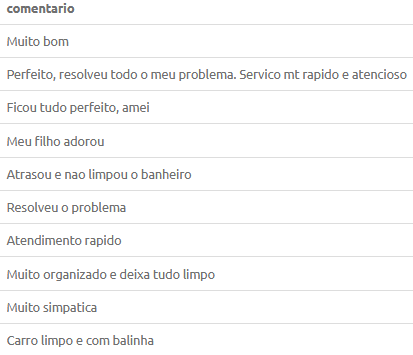 comentario
Muito bom
Perfeito, resolveu todo o meu problema. Servico mt rapido e atencioso
Ficou tudo perfeito, amei
Meu filho adorou
Atrasou e nao limpou o banheiro
Resolveu o problema
Atendimento rapido
Muito organizado e deixa tudo limpo
Muito simpatica
Carro limpo e com balinha